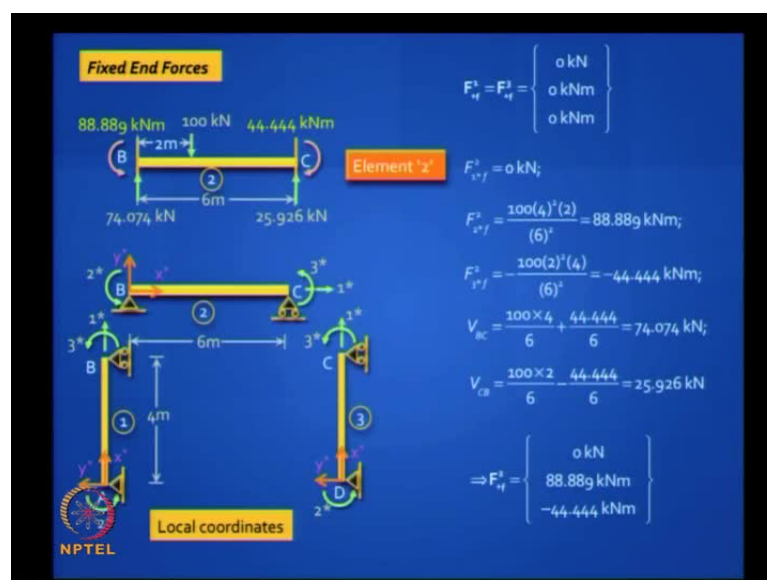 Fixed End Forces
88.889 kNm 100 kN 44.444 kNm
2m
B C
2
6m
74.074 kN 25.926 kN
Element '2'
y* x*
2* 3*
B C 1*
2
1* 6m 1*
3* 3*
B C
1 4m 3
y* x* y* x*
A D
2 2*
Local coordinates
NPTEL
F¹*f = F³*f = { 0 kN
0 kNm
0 kNm }
F²1*f = 0 kN;
F²2*f = 100(4)²(2) / (6)² = 88.889 kNm;
F²3*f = - 100(2)²(4) / (6)² = -44.444 kNm;
V_BC = 100×4 / 6 + 44.444 / 6 = 74.074 kN;
V_CB = 100×2 / 6 - 44.444 / 6 = 25.926 kN
⇒ F²*f = { 0 kN
88.889 kNm
-44.444 kNm }